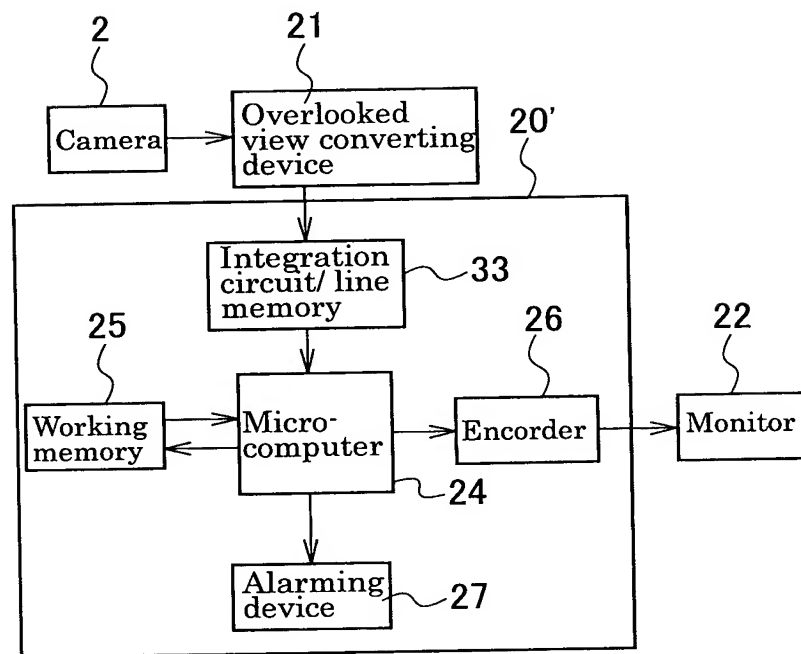 2
21
Camera
Overlooked
view converting
device
20'
Integration
circuit/ line
memory
33
25
26
22
Working
memory
Micro-
computer
Encorder
Monitor
24
Alarming
device
27